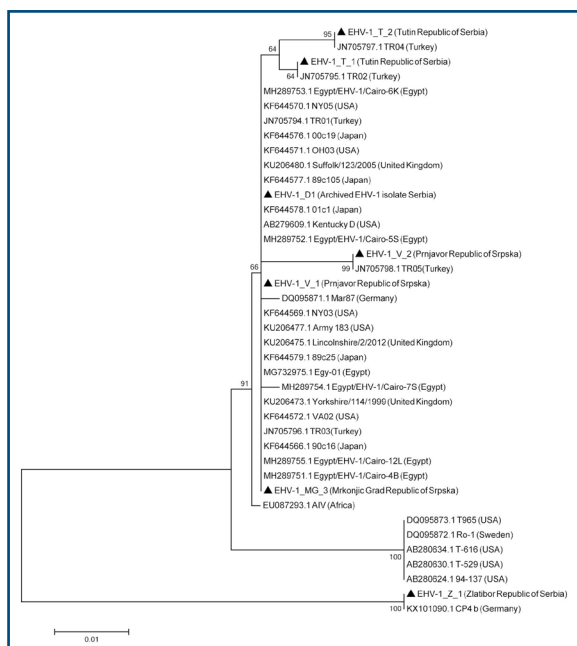 95
▲ EHV-1_T_2 (Tutin Republic of Serbia)
JN705797.1 TR04 (Turkey)
64
▲ EHV-1_T_1 (Tutin Republic of Serbia)
64
JN705795.1 TR02 (Turkey)
MH289753.1 Egypt/EHV-1/Cairo-6K (Egypt)
KF644570.1 NY05 (USA)
JN705794.1 TR01(Turkey)
KF644576.1 00c19 (Japan)
KF644571.1 OH03 (USA)
KU206480.1 Suffolk/123/2005 (United Kingdom)
KF644577.1 89c105 (Japan)
▲ EHV-1_D1 (Archived EHV-1 isolate Serbia)
KF644578.1 01c1 (Japan)
AB279609.1 Kentucky D (USA)
MH289752.1 Egypt/EHV-1/Cairo-5S (Egypt)
▲ EHV-1_V_2 (Prnjavor Republic of Srpska)
99
JN705798.1 TR05(Turkey)
66
▲ EHV-1_V_1 (Prnjavor Republic of Srpska)
DQ095871.1 Mar87 (Germany)
KF644569.1 NY03 (USA)
KU206477.1 Army 183 (USA)
KU206475.1 Lincolnshire/2/2012 (United Kingdom)
KF644579.1 89c25 (Japan)
MG732975.1 Egy-01 (Egypt)
91
MH289754.1 Egypt/EHV-1/Cairo-7S (Egypt)
KU206473.1 Yorkshire/114/1999 (United Kingdom)
KF644572.1 VA02 (USA)
JN705796.1 TR03(Turkey)
KF644566.1 90c16 (Japan)
MH289755.1 Egypt/EHV-1/Cairo-12L (Egypt)
MH289751.1 Egypt/EHV-1/Cairo-4B (Egypt)
▲ EHV-1_MG_3 (Mrkonjic Grad Republic of Srpska)
EU087293.1 AIV (Africa)
DQ095873.1 T965 (USA)
DQ095872.1 Ro-1 (Sweden)
AB280634.1 T-616 (USA)
AB280630.1 T-529 (USA)
100
AB280624.1 94-137 (USA)
▲ EHV-1_Z_1 (Zlatibor Republic of Serbia)
100
KX101090.1 CP4 b (Germany)
0.01